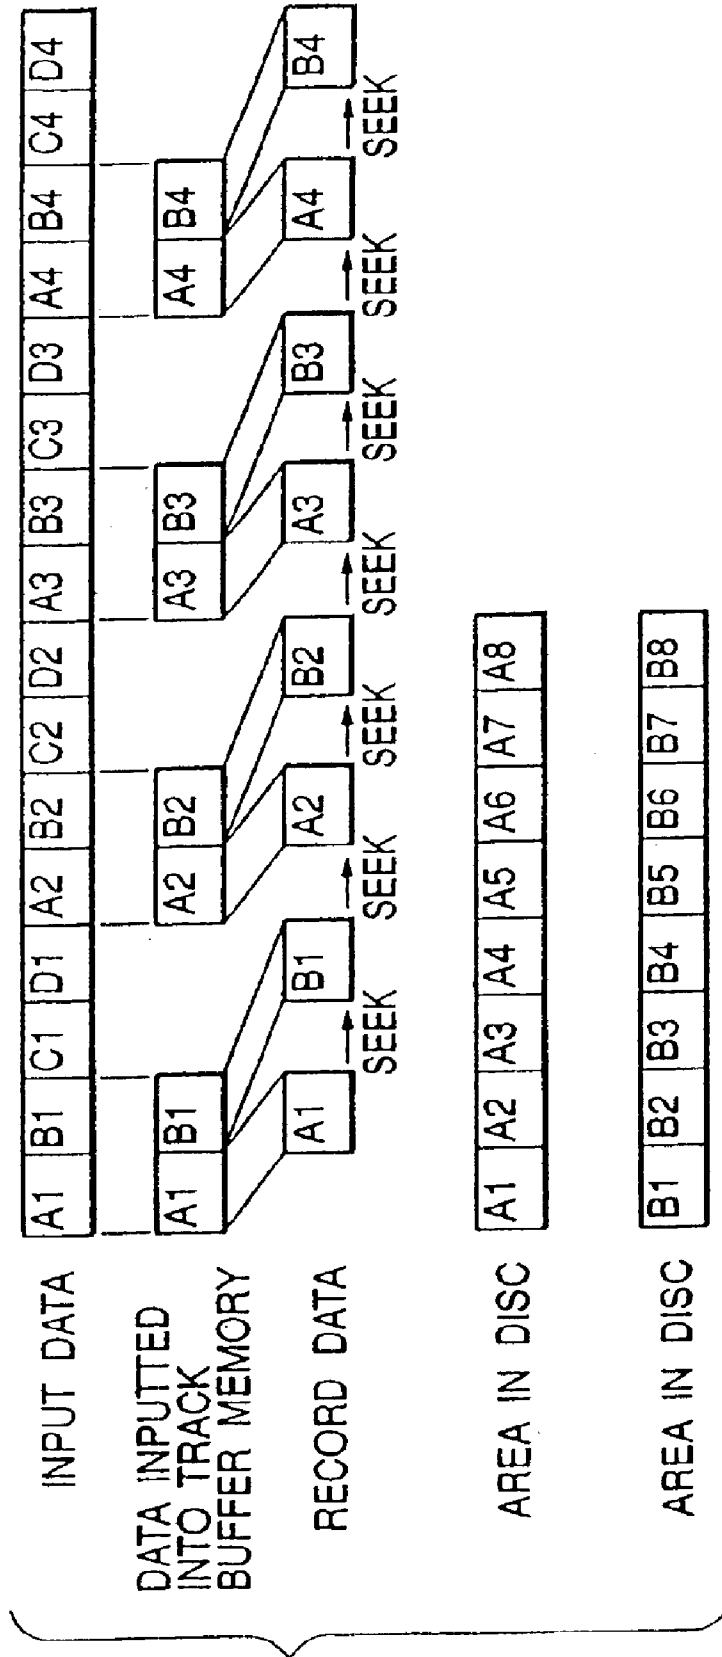 INPUT DATA
A1 B1 C1 D1 A2 B2 C2 D2 A3 B3 C3 D3 A4 B4 C4 D4
DATA INPUTTED
INTO TRACK
BUFFER MEMORY
A1 B1 A2 B2 A3 B3 A4 B4
RECORD DATA
A1 B1 A2 B2 A3 B3 A4 B4
SEEK SEEK SEEK SEEK SEEK SEEK SEEK
AREA IN DISC
A1 A2 A3 A4 A5 A6 A7 A8
AREA IN DISC
B1 B2 B3 B4 B5 B6 B7 B8